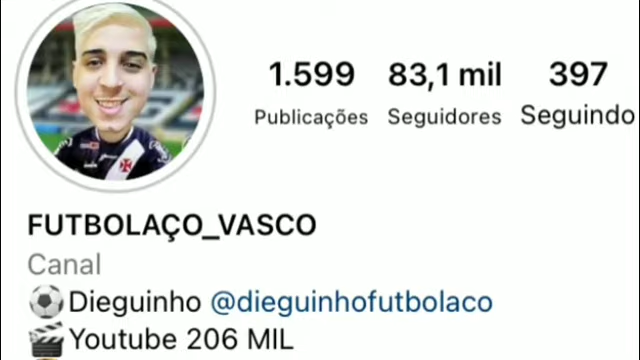 1.599 83,1 mil 397
Publicações Seguidores Seguindo
FUTBOLAÇO_VASCO
Canal
Dieguinho @dieguinhofutbolaco
Youtube 206 MIL